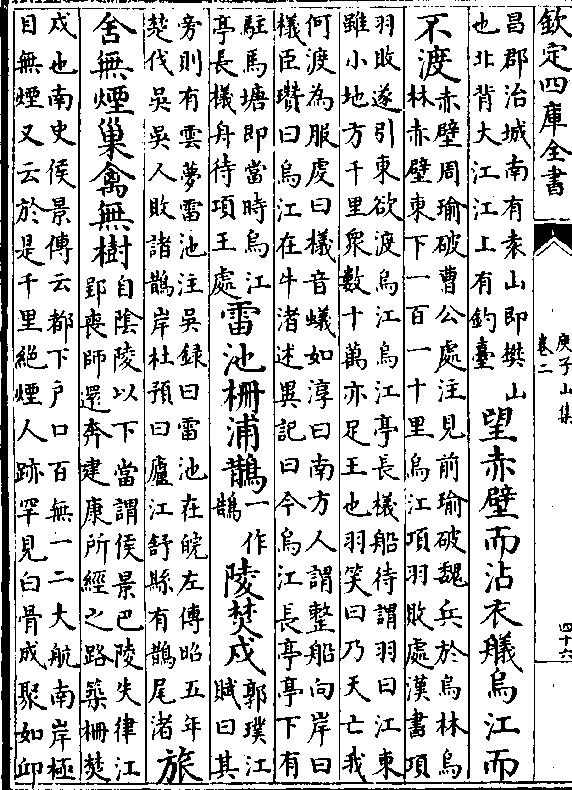 欽定四庫全書
庾子山集
卷二
四十六
昌郡治城南有袁山即樊山
也北背大江江上有釣臺
望赤壁而沾衣艤烏江而
不渡
赤壁周瑜破曹公處注見前瑜破魏兵於烏林烏
林赤壁東下一百一十里烏江項羽敗處漢書項
羽敗遂引東欲渡烏江烏江亭長檥船待謂羽曰江東
雖小地方千里衆數十萬亦足王也羽笑曰乃天亡我
何渡為服虔曰檥音蟻如淳曰南方人謂整船向岸曰
檥臣瓚曰烏江在牛渚述異記曰今烏江長亭亭下有
駐馬塘即當時烏江
亭長檥舟待項王處
雷池柵浦鵲
一作
鵲
陵焚戍
郭璞江
賦曰其
旁則有雲夢雷池注吳録曰雷池在皖左傳昭五年
楚伐吳吳人敗諸鵲岸杜預曰廬江舒縣有鵲尾渚
旅
舍無煙巢禽無樹
自陰陵以下當謂侯景巴陵失律江
郢喪師還奔建康所經之路築柵焚
戍也南史侯景傳云都下户口百無一二大航南岸極
目無煙又云於是千里絶煙人跡罕見白骨成聚如邱